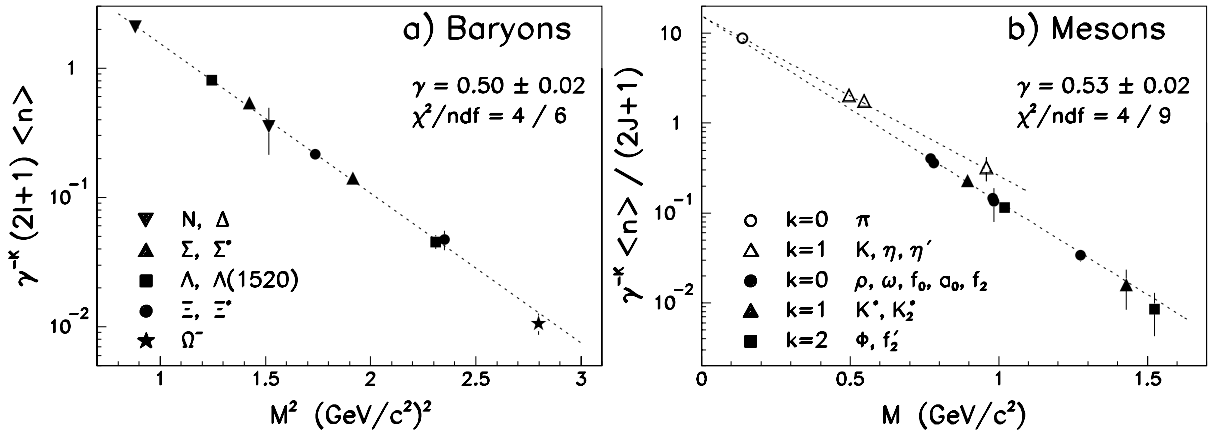 a) Baryons
γ = 0.50 ± 0.02
χ²/ndf = 4 / 6
γ⁻ᴷ (2I+1) <n>
1
10⁻¹
10⁻²
N, Δ
Σ, Σ*
Λ, Λ(1520)
Ξ, Ξ*
Ω⁻
1 1.5 2 2.5 3
M² (GeV/c²)²
b) Mesons
γ = 0.53 ± 0.02
χ²/ndf = 4 / 9
γ⁻ᴷ <n> / (2J+1)
10
1
10⁻¹
10⁻²
k=0 π
k=1 K, η, η′
k=0 ρ, ω, f₀, a₀, f₂
k=1 K*, K₂*
k=2 Φ, f₂′
0 0.5 1 1.5
M (GeV/c²)